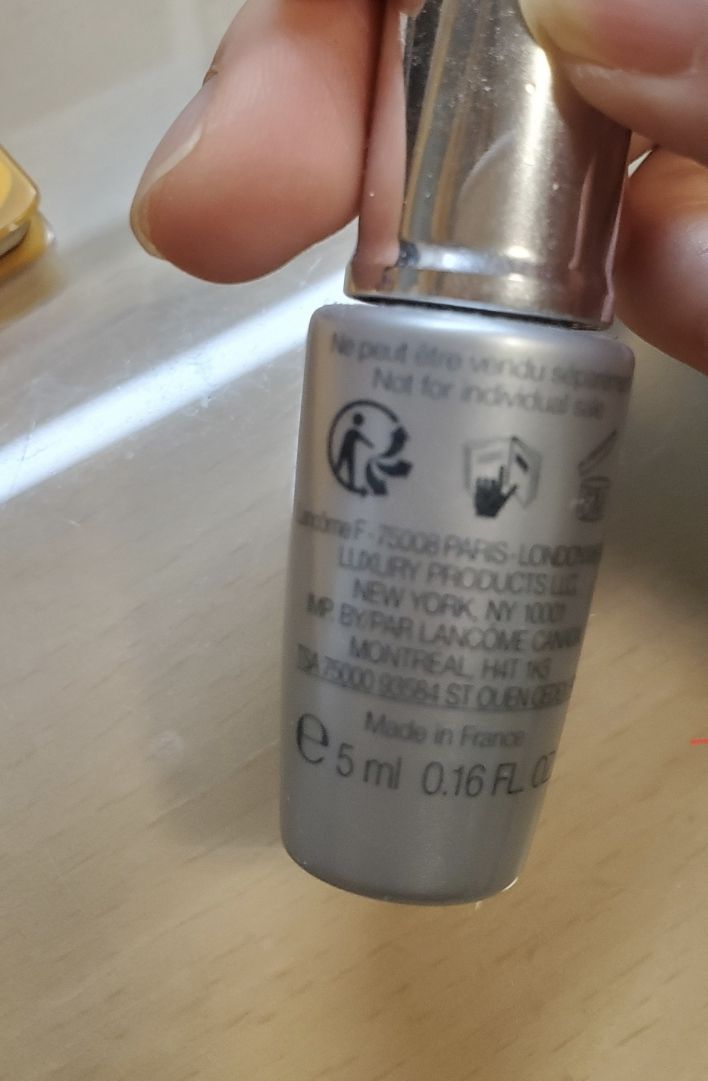 Ne peut être vendu
Not for individual sale
Lancôme F - 75008 PARIS - LONDON
LUXURY PRODUCTS LLC,
NEW YORK, NY 10001
IMP. BY/PAR LANCÔME CANADA
MONTREAL, H4T 1K5
TSA 75000 93584 ST OUEN CEDEX
Made in France
e 5 ml 0.16 FL. OZ